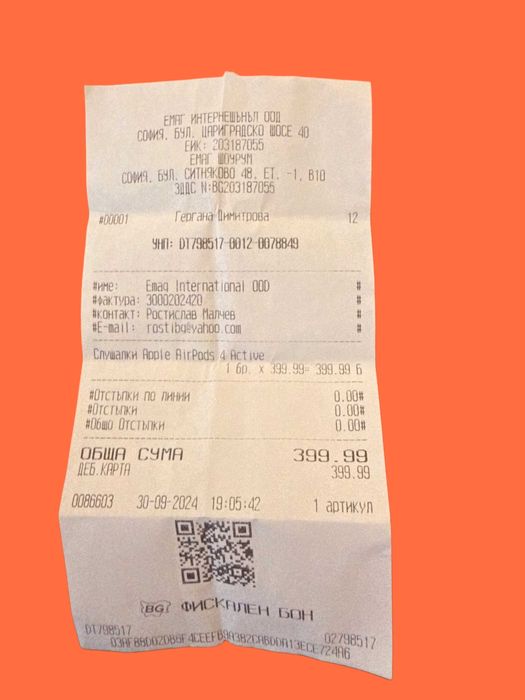 ЕМАГ ИНТЕРНЕШЪНЪЛ ООД
СОФИЯ, БУЛ. ЦАРИГРАДСКО ШОСЕ 40
ЕИК: 203187055
ЕМАГ ШОУРУМ
СОФИЯ, БУЛ. СИТНЯКОВО 48, ЕТ. -1, В10
ЗДДС N:BG203187055
#00001 Гергана Димитрова 12
УНП: DT798517-0012-0078849
#име: Emag International OOD #
#фактура: 3000202420 #
#контакт: Ростислав Малчев #
#E-mail: rostibg@yahoo.com #
Слушалки Apple AirPods 4 Active
1 бр. x 399.99= 399.99 Б
#Отстъпки по линии 0.00#
#Отстъпки 0.00#
#Общо Отстъпки 0.00#
ОБЩА СУМА 399.99
ДЕБ.КАРТА 399.99
0086603 30-09-2024 19:05:42 1 артикул
BG ФИСКАЛЕН БОН
DT798517 02798517